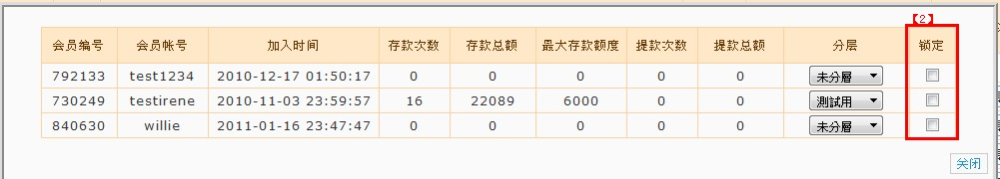 【2】
会员编号 会员帐号 加入时间 存款次数 存款总额 最大存款额度 提款次数 提款总额 分层 锁定
792133 test1234 2010-12-17 01:50:17 0 0 0 0 0 未分層
730249 testirene 2010-11-03 23:59:57 16 22089 6000 0 0 測試用
840630 willie 2011-01-16 23:47:47 0 0 0 0 0 未分層
关闭